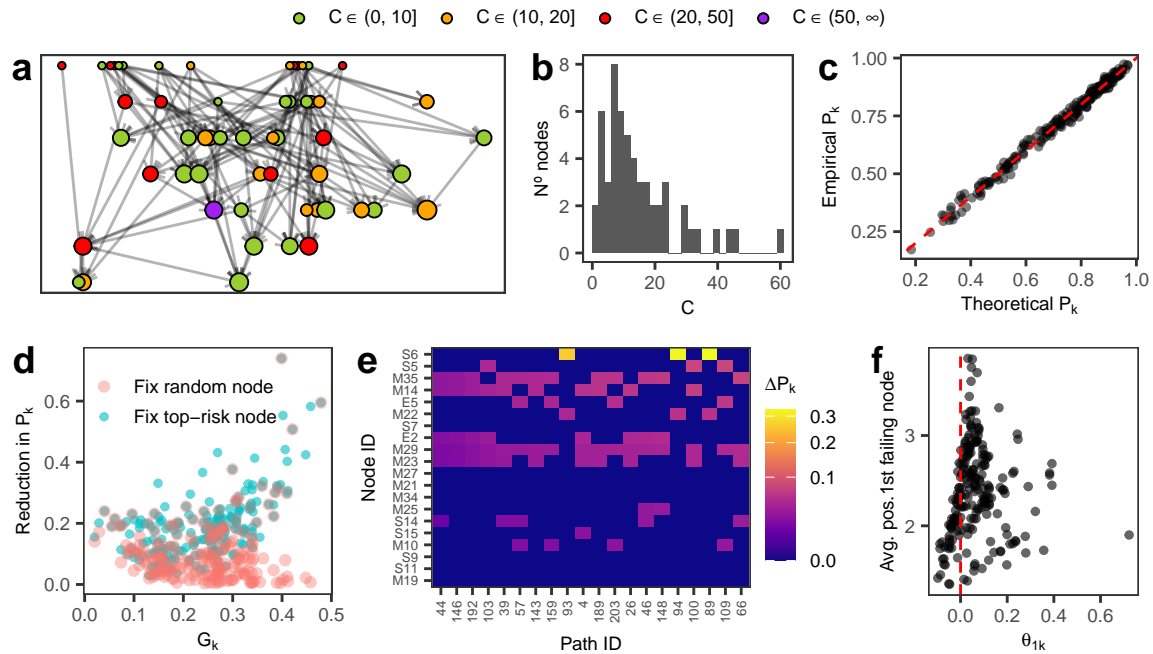 C ∈ (0, 10]
C ∈ (10, 20]
C ∈ (20, 50]
C ∈ (50, ∞)
a
b
Nº nodes
8
6
4
2
0
0
20
40
60
C
c
Empirical Pk
1.00
0.75
0.50
0.25
0.2
0.4
0.6
0.8
1.0
Theoretical Pk
d
Reduction in Pk
0.6
0.4
0.2
0.0
Fix random node
Fix top−risk node
0.0
0.1
0.2
0.3
0.4
0.5
Gk
e
Node ID
S6
S5
M35
M14
E5
M22
S7
E2
M29
M23
M27
M21
M34
M25
S14
S15
M10
S9
S11
M19
44
146
192
103
39
57
143
159
93
4
189
203
26
46
148
94
100
89
109
66
Path ID
ΔPk
0.3
0.2
0.1
0.0
f
Avg. pos. 1st failing node
3
2
0.0
0.2
0.4
0.6
θ1k